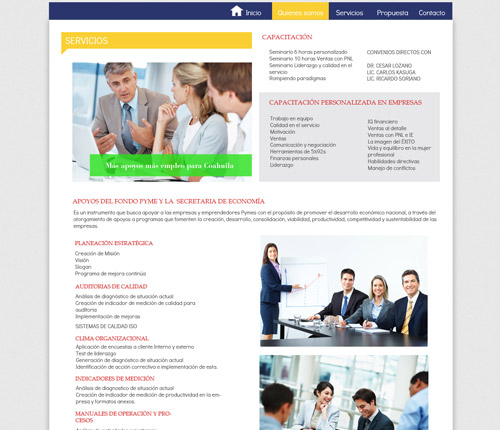 Inicio
Quienes somos
Servicios
Propuesta
Contacto
SERVICIOS
Más apoyos más empleo para Coahuila
CAPACITACIÓN
Seminario 6 horas personalizado
Seminario 10 horas Ventas con PNL
Seminario Liderazgo y calidad en el
servicio
Rompiendo paradigmas
CONVENIOS DIRECTOS CON
DR. CESAR LOZANO
LIC. CARLOS KASUGA
LIC. RICARDO SORIANO
CAPACITACIÓN PERSONALIZADA EN EMPRESAS
Trabajo en equipo
Calidad en el servicio
Motivación
Ventas
Comunicación y negociación
Herramientas de 5s92s
Finanzas personales
Liderazgo
IQ financiero
Ventas al detalle
Ventas con PNL e IE
La imagen del ÉXITO
Vida y equilibrio en la mujer
profesional
Habilidades directivas
Manejo de conflictos
APOYOS DEL FONDO PYME Y LA SECRETARIA DE ECONOMÍA
Es un instrumento que busca apoyar a las empresas y emprendedores Pymes con el propósito de promover el desarrollo económico nacional, a través del
otorgamiento de apoyos a programas que fomenten la creación, desarrollo, consolidación, viabilidad, productividad, competitividad y sustentabilidad de las
empresas.
PLANEACIÓN ESTRATÉGICA
Creación de Misión
Visión
Slogan
Programa de mejora continúa
AUDITORIAS DE CALIDAD
Análisis de diagnóstico de situación actual
Creación de indicador de medición de calidad para
auditoria
Implementación de mejoras
SISTEMAS DE CALIDAD ISO
CLIMA ORGANIZACIONAL
Aplicación de encuestas a cliente Interno y externo
Test de liderazgo
Generación de diagnóstico de situación actual
Identificación de acción correctiva e implementación de esta.
INDICADORES DE MEDICIÓN
Análisis de diagnostico de situación actual
Creación de indicador de medición de productividad en la em-
presa y formatos anexos.
MANUALES DE OPERACIÓN Y PRO-
CESOS